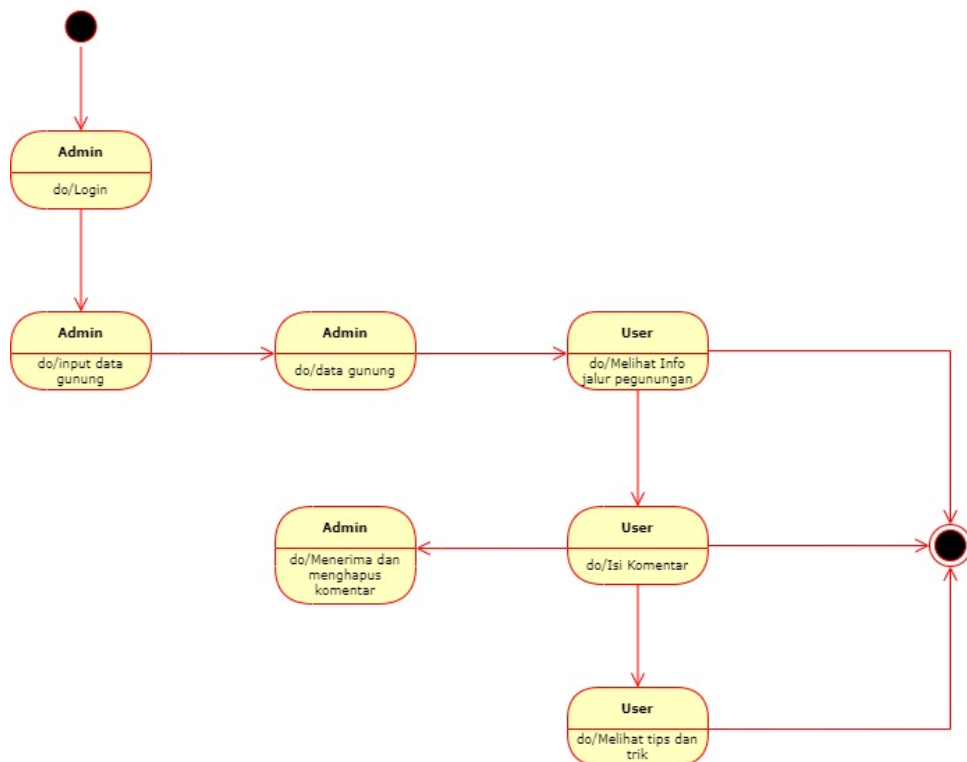 Admin
do/Login
Admin
do/input data
gunung
Admin
do/data gunung
User
do/Melihat Info
jalur pegunungan
Admin
do/Menerima dan
menghapus
komentar
User
do/Isi Komentar
User
do/Melihat tips dan
trik